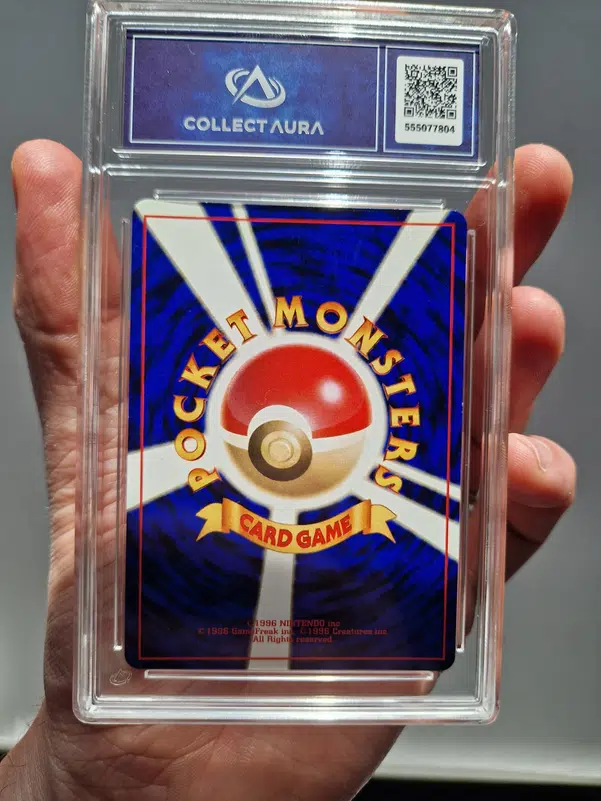 COLLECT AURA
555077804
POCKET MONSTERS
CARD GAME
©1996 NINTENDO inc
©1996 GameFreak inc. ©1996 Creatures inc.
All Rights reserved.